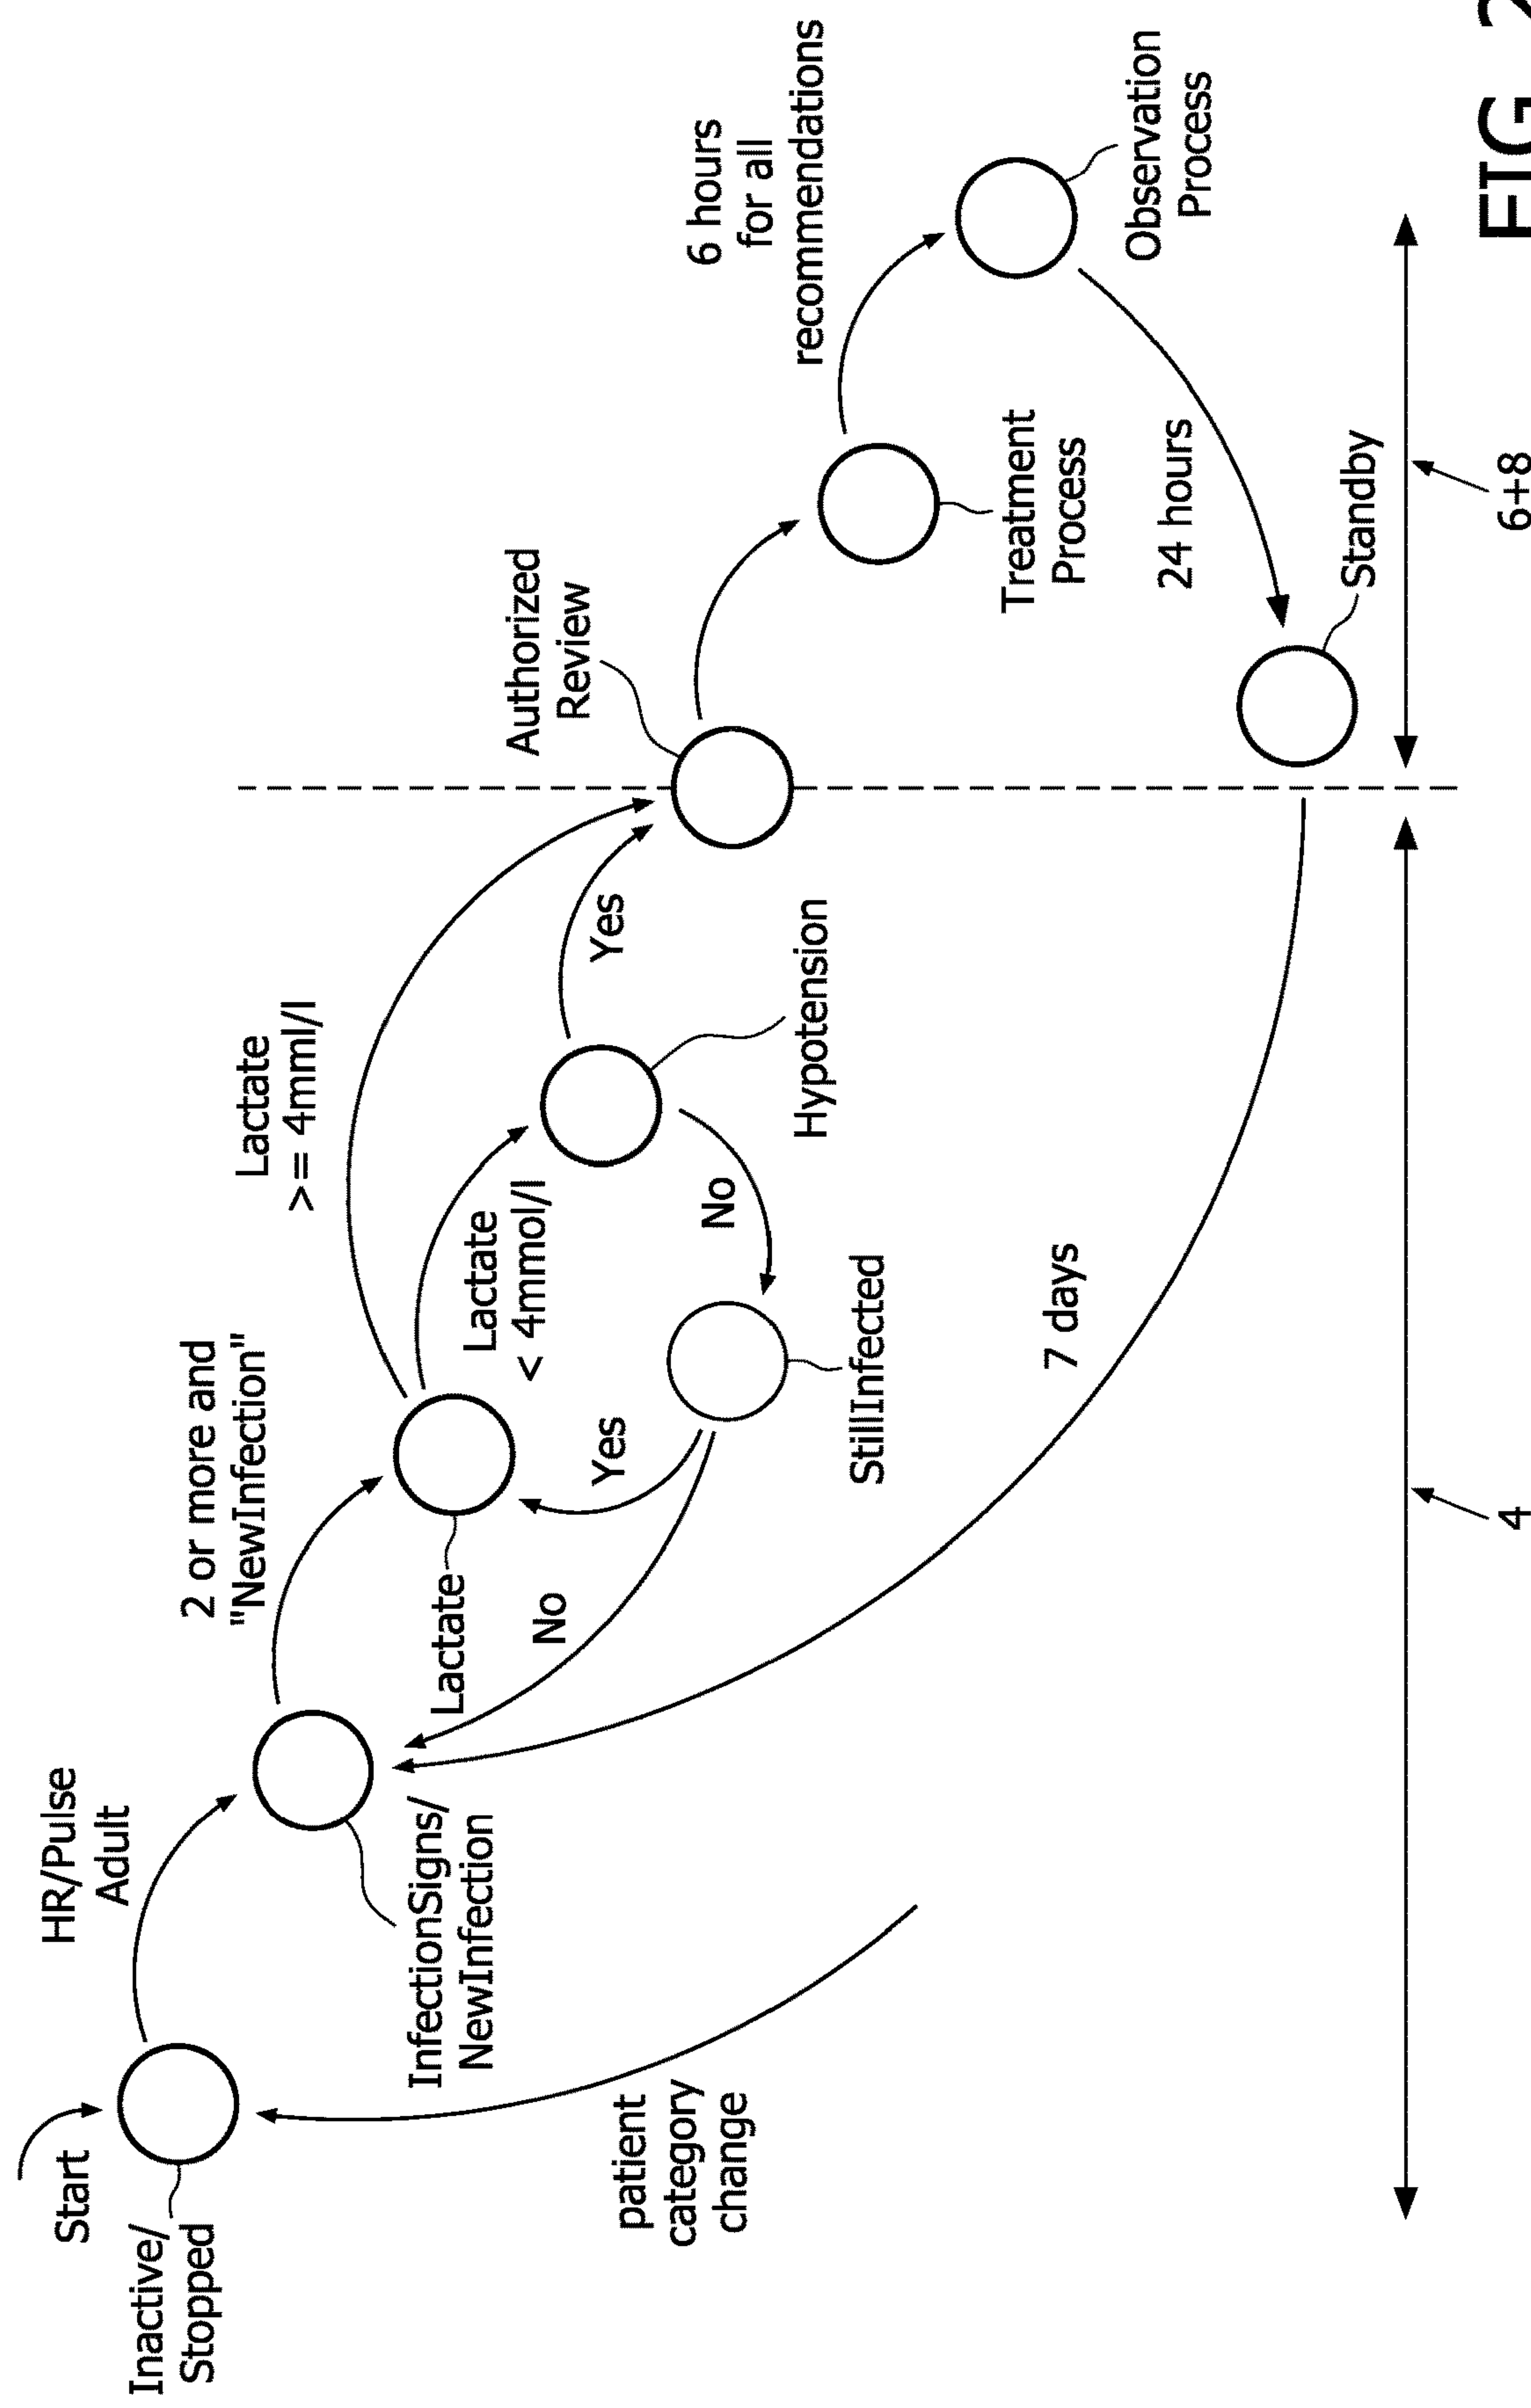 Start
Inactive/
Stopped
HR/Pulse
Adult
InfectionSigns/
NewInfection
patient
category
change
2 or more and
"NewInfection"
Lactate
No
Yes
Lactate
>= 4mml/l
Lactate
< 4mmol/l
StillInfected
No
Hypotension
Yes
7 days
Authorized
Review
Treatment
Process
6 hours
for all
recommendations
Observation
Process
24 hours
Standby
4
6+8
FIG 2